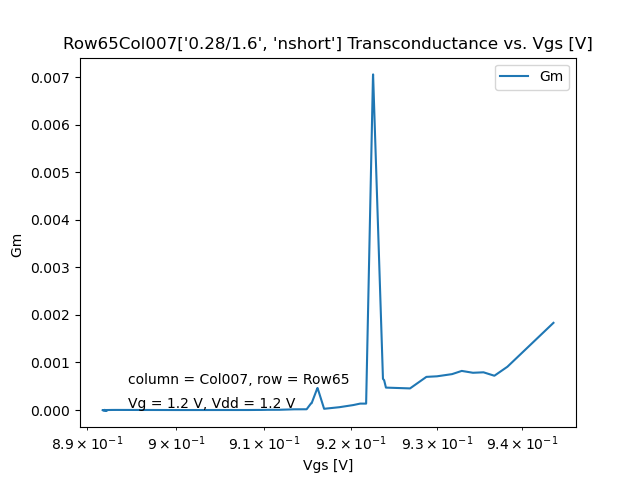 Row65Col007['0.28/1.6', 'nshort'] Transconductance vs. Vgs [V]
Gm
0.007
0.006
0.005
0.004
0.003
0.002
0.001
0.000
Gm
column = Col007, row = Row65
Vg = 1.2 V, Vdd = 1.2 V
8.9 × 10⁻¹ 9 × 10⁻¹ 9.1 × 10⁻¹ 9.2 × 10⁻¹ 9.3 × 10⁻¹ 9.4 × 10⁻¹
Vgs [V]